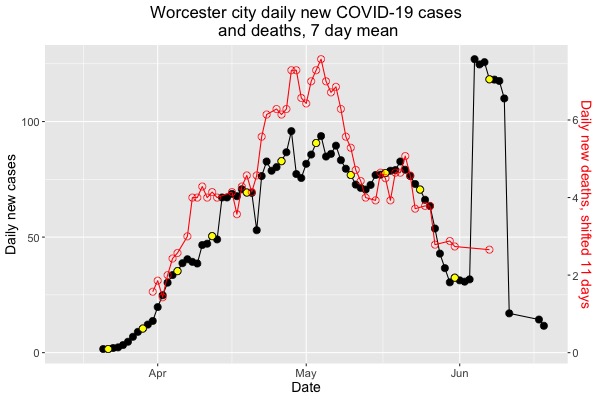 Worcester city daily new COVID-19 cases
and deaths, 7 day mean
Daily new cases
100
50
0
Apr
May
Jun
Date
6
4
2
0
Daily new deaths, shifted 11 days